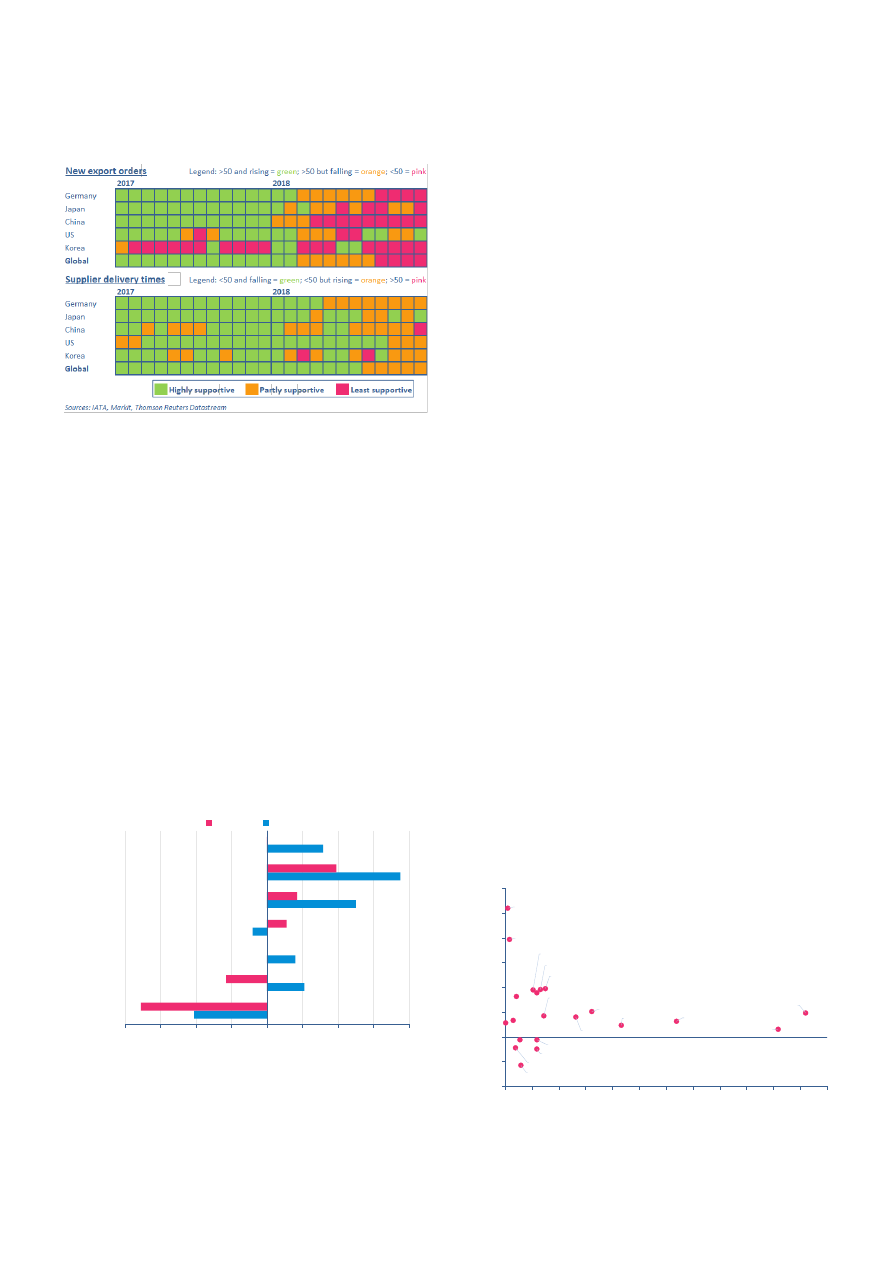 New export orders
Legend: >50 and rising = green; >50 but falling = orange; <50 = pink
2017 2018
Germany
Japan
China
US
Korea
Global
Supplier delivery times
Legend: <50 and falling = green; <50 but rising = orange; >50 = pink
2017 2018
Germany
Japan
China
US
Korea
Global
Highly supportive Partly supportive Least supportive
Sources: IATA, Markit, Thomson Reuters Datastream